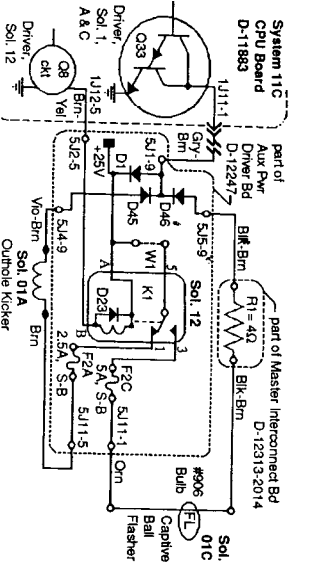 System 11C
CPU Board
D-11883
Driver,
Sol. 1,
A & C
Q33
Driver,
Sol. 12
Q8
ckt
1J12-5
Brn-
Yel
1J11-1
Gry-
Brn
part of
Aux Pwr
Driver Bd
D-12247
5J2-5
+25V
D1
5J1-9
D45
D46
5J5-9
Blk-Brn
5J4-9
Vio-Brn
Sol. 01A
Outhole Kicker
Brn
W1
A
5
K1
D23
B
1
3
Sol. 12
F2A
2.5A, S-B
F2C
5A, S-B
5J11-5
5J11-1
Orn
R1= 4Ω
part of Master Interconnect Bd
D-12313-2014
Blk-Brn
#906
Bulb
FL
Sol.
01C
Captive
Ball
Flasher